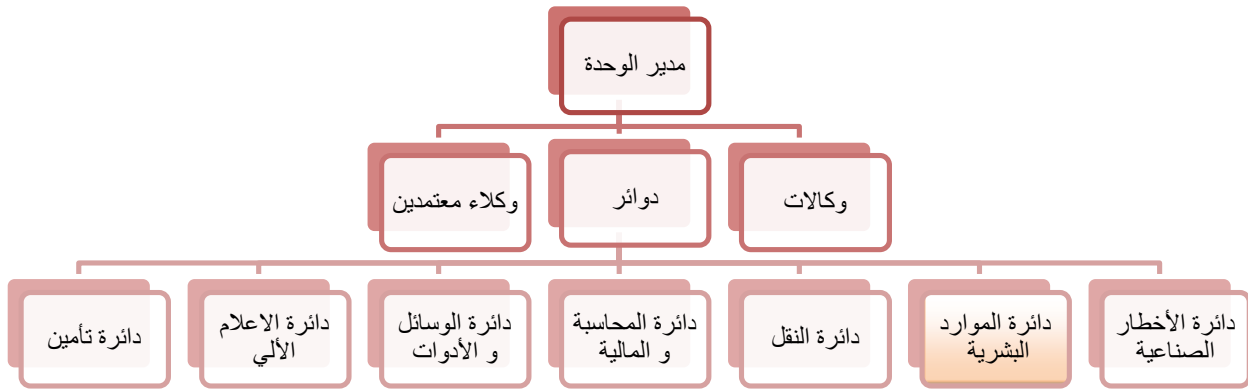 مدير الوحدة
وكالات
دوائر
وكلاء معتمدين
دائرة الأخطار
الصناعية
دائرة الموارد
البشرية
دائرة النقل
دائرة المحاسبة
و المالية
دائرة الوسائل
و الأدوات
دائرة الاعلام
الألي
دائرة تأمين